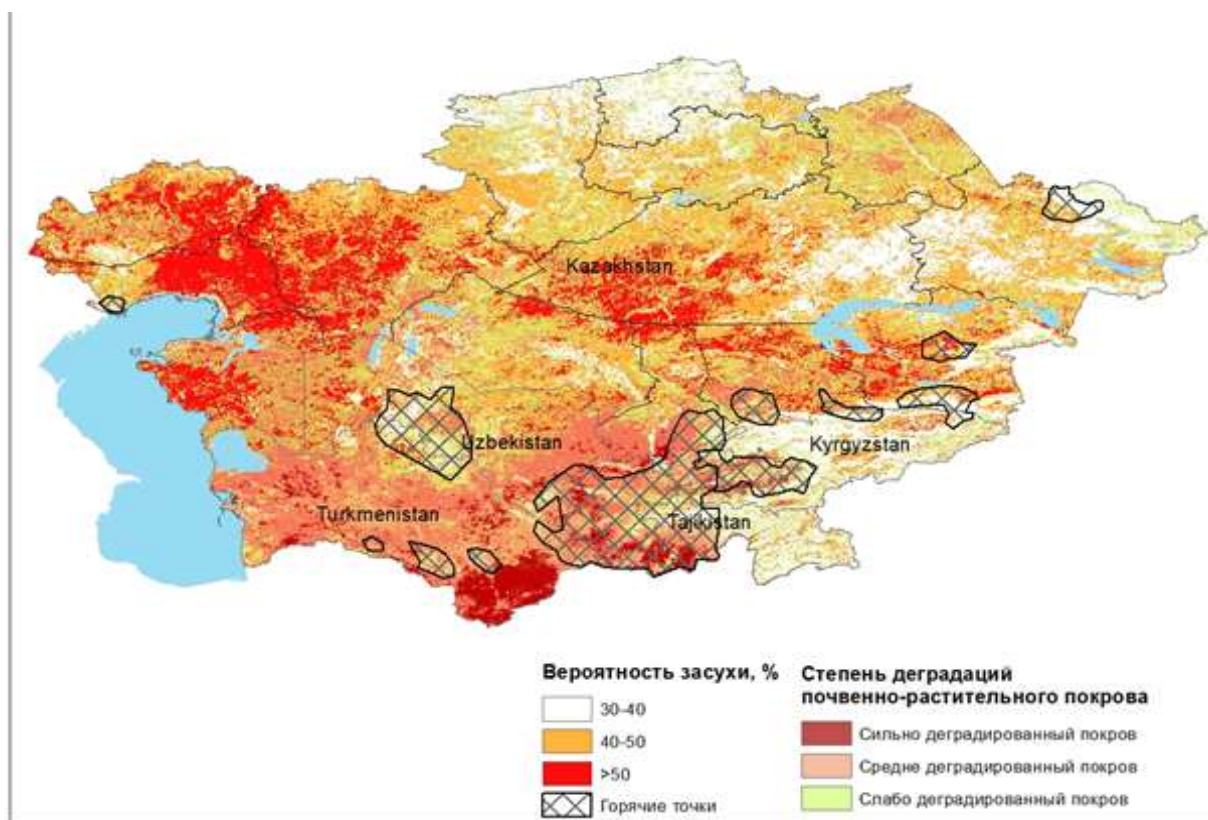 Kazakhstan
Uzbekistan
Kyrgyzstan
Turkmenistan
Tajikistan
Вероятность засухи, %
30-40
40-50
>50
Горячие точки
Степень деградаций
почвенно-растительного покрова
Сильно деградированный покров
Средне деградированный покров
Слабо деградированный покров